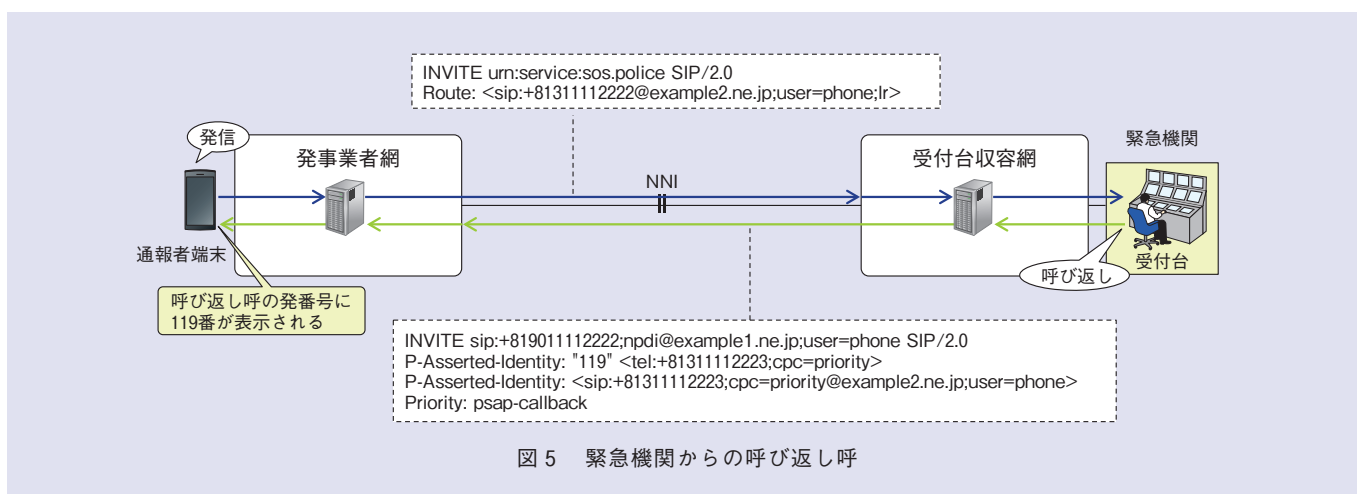 INVITE urn:service:sos.police SIP/2.0
Route: <sip:+81311112222@example2.ne.jp;user=phone;lr>
発信
発事業者網
NNI
受付台収容網
緊急機関
通報者端末
呼び返し
受付台
呼び返し呼の発番号に
119番が表示される
INVITE sip:+819011112222;npdi@example1.ne.jp;user=phone SIP/2.0
P-Asserted-Identity: "119" <tel:+81311112223;cpc=priority>
P-Asserted-Identity: <sip:+81311112223;cpc=priority@example2.ne.jp;user=phone>
Priority: psap-callback
図5 緊急機関からの呼び返し呼